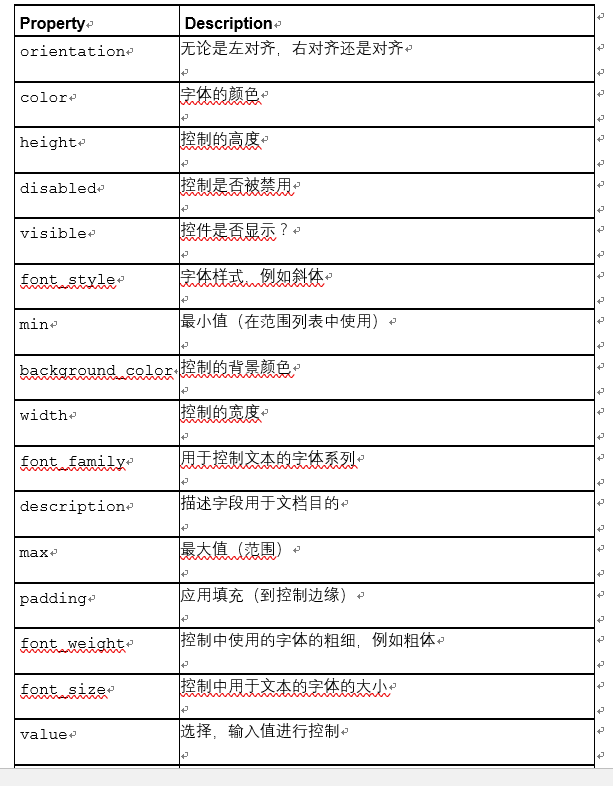 Property Description
orientation 无论是左对齐，右对齐还是对齐
color 字体的颜色
height 控制的高度
disabled 控制是否被禁用
visible 控件是否显示？
font_style 字体样式，例如斜体
min 最小值（在范围列表中使用）
background_color 控制的背景颜色
width 控制的宽度
font_family 用于控制文本的字体系列
description 描述字段用于文档目的
max 最大值（范围）
padding 应用填充（到控制边缘）
font_weight 控制中使用的字体的粗细，例如粗体
font_size 控制中用于文本的字体的大小
value 选择，输入值进行控制